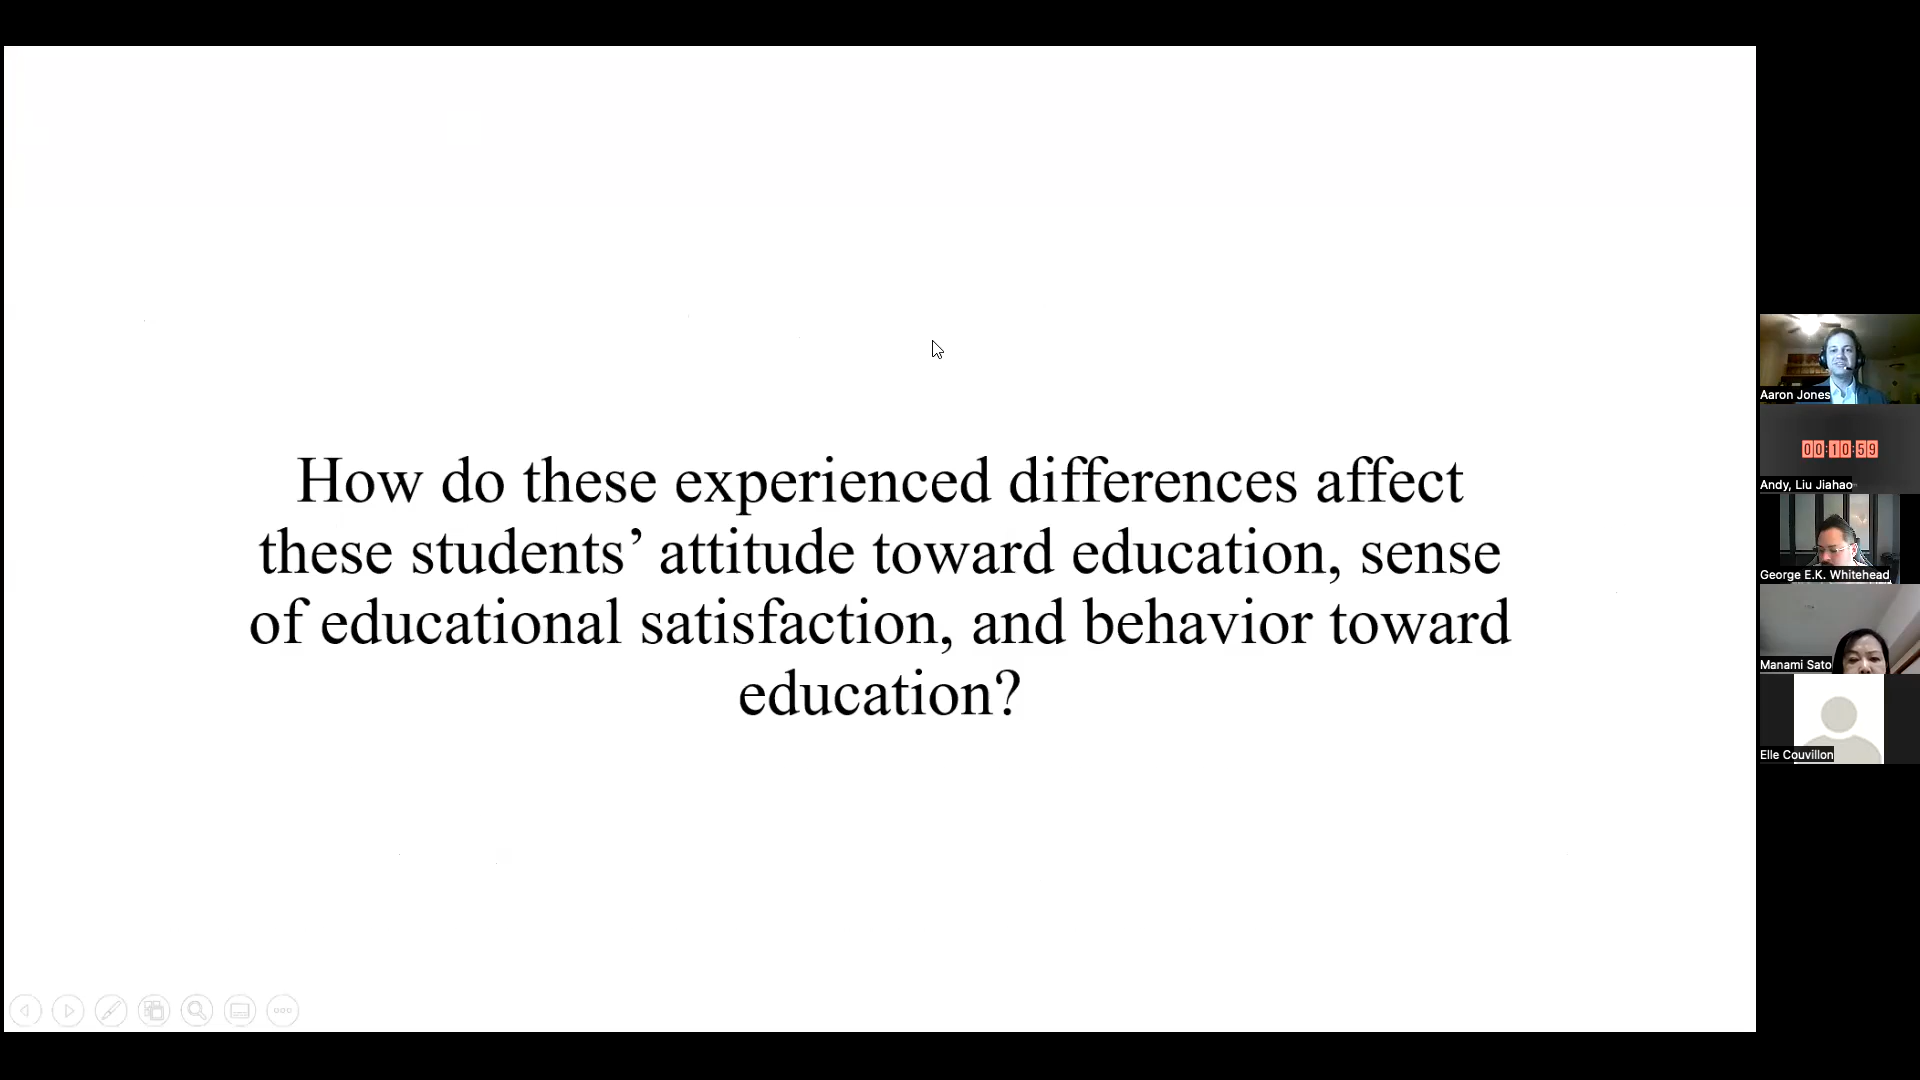 How do these experienced differences affect
these students’ attitude toward education, sense
of educational satisfaction, and behavior toward
education?
Aaron Jones
00:10:59
Andy, Liu Jiahao
George E.K. Whitehead
Manami Sato
Elle Couvillon